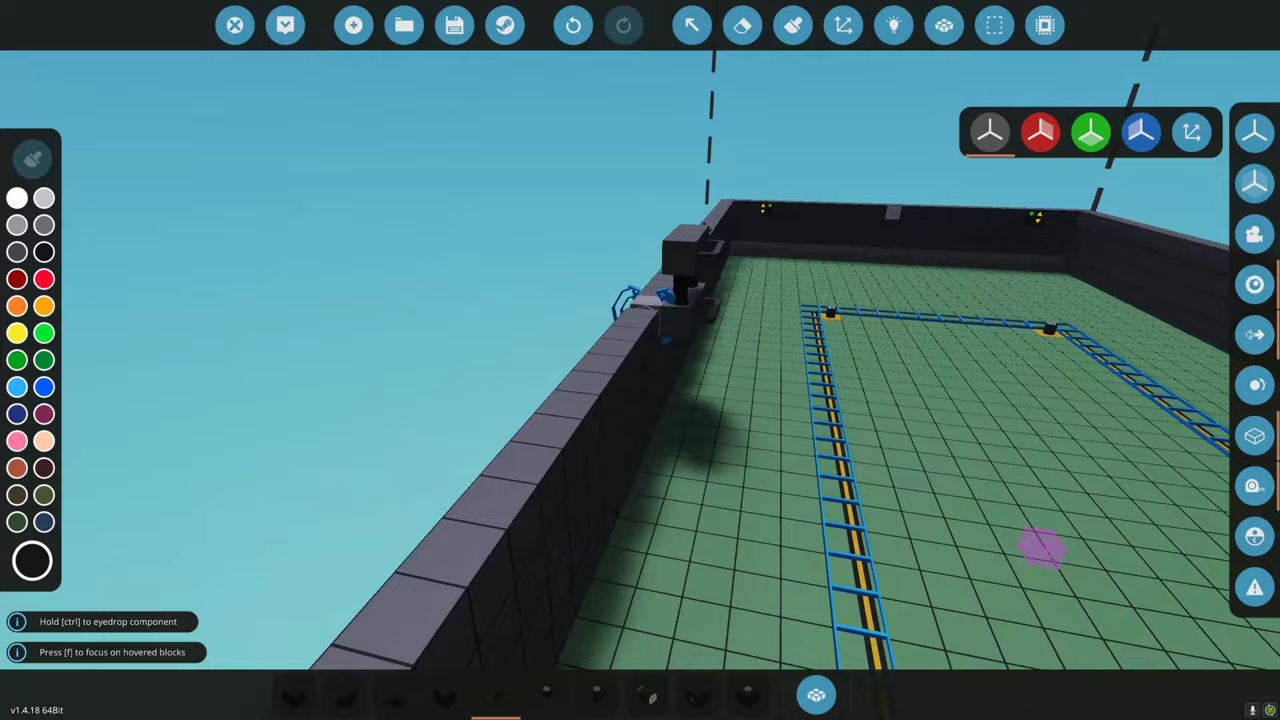 Hold [ctrl] to eyedrop component
Press [f] to focus on hovered blocks
v1.4.18 64Bit